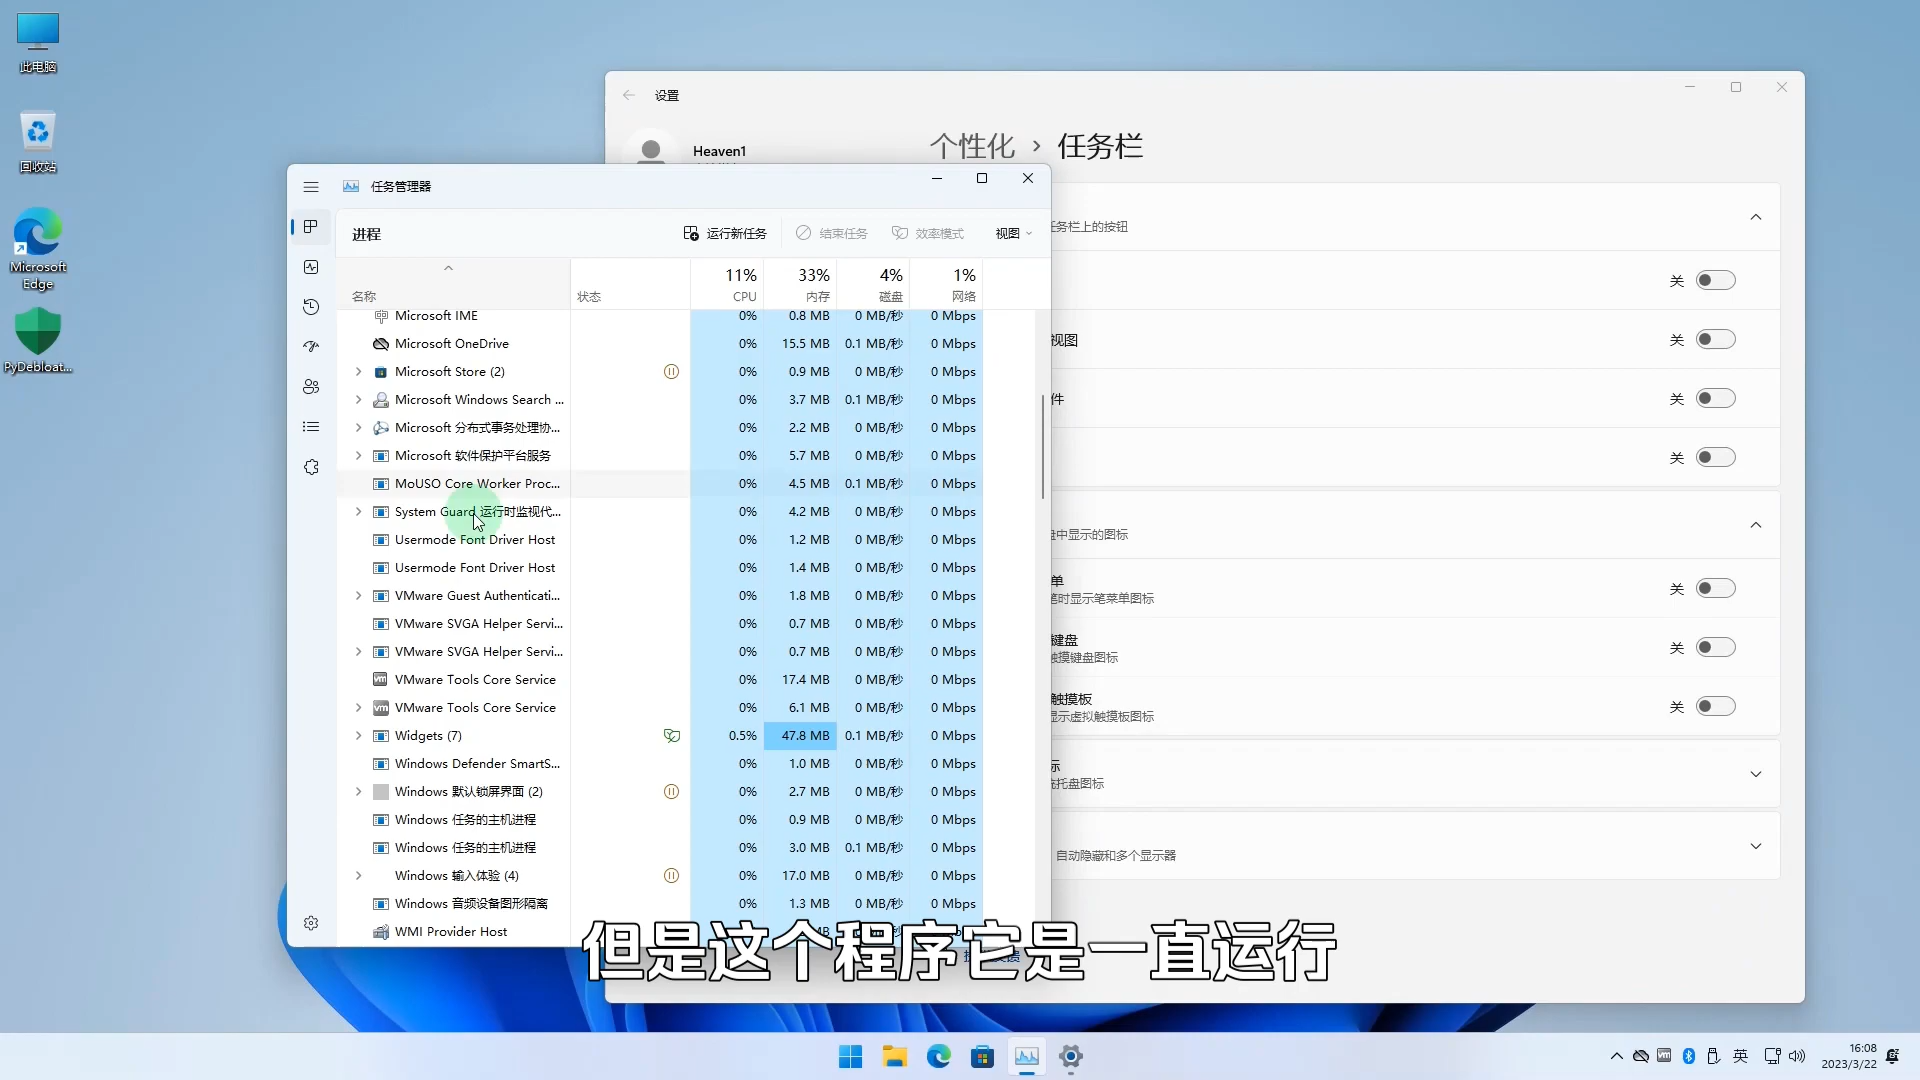 此电脑
回收站
Microsoft
Edge
PyDebloat...
设置
Heaven1
个性化 › 任务栏
任务栏上的按钮
关
视图
关
件
关
关
盘中显示的图标
单
笔时显示笔菜单图标
关
键盘
触摸键盘图标
关
触摸板
显示虚拟触摸板图标
关
标
统托盘图标
自动隐藏和多个显示器
任务管理器
进程
运行新任务
结束任务
效率模式
视图
名称
状态
11% CPU
33% 内存
4% 磁盘
1% 网络
Microsoft IME 0% 0.8 MB 0 MB/秒 0 Mbps
Microsoft OneDrive 0% 15.5 MB 0.1 MB/秒 0 Mbps
Microsoft Store (2) 0% 0.9 MB 0 MB/秒 0 Mbps
Microsoft Windows Search ... 0% 3.7 MB 0.1 MB/秒 0 Mbps
Microsoft 分布式事务处理协... 0% 2.2 MB 0 MB/秒 0 Mbps
Microsoft 软件保护平台服务 0% 5.7 MB 0 MB/秒 0 Mbps
MoUSO Core Worker Proc... 0% 4.5 MB 0.1 MB/秒 0 Mbps
System Guard 运行时监视代... 0% 4.2 MB 0 MB/秒 0 Mbps
Usermode Font Driver Host 0% 1.2 MB 0 MB/秒 0 Mbps
Usermode Font Driver Host 0% 1.4 MB 0 MB/秒 0 Mbps
VMware Guest Authenticati... 0% 1.8 MB 0 MB/秒 0 Mbps
VMware SVGA Helper Servi... 0% 0.7 MB 0 MB/秒 0 Mbps
VMware SVGA Helper Servi... 0% 0.7 MB 0 MB/秒 0 Mbps
VMware Tools Core Service 0% 17.4 MB 0 MB/秒 0 Mbps
VMware Tools Core Service 0% 6.1 MB 0 MB/秒 0 Mbps
Widgets (7) 0.5% 47.8 MB 0.1 MB/秒 0 Mbps
Windows Defender SmartS... 0% 1.0 MB 0 MB/秒 0 Mbps
Windows 默认锁屏界面 (2) 0% 2.7 MB 0 MB/秒 0 Mbps
Windows 任务的主机进程 0% 0.9 MB 0 MB/秒 0 Mbps
Windows 任务的主机进程 0% 3.0 MB 0.1 MB/秒 0 Mbps
Windows 输入体验 (4) 0% 17.0 MB 0 MB/秒 0 Mbps
Windows 音频设备图形隔离 0% 1.3 MB 0 MB/秒 0 Mbps
WMI Provider Host
但是这个程序它是一直运行
英
16:08
2023/3/22